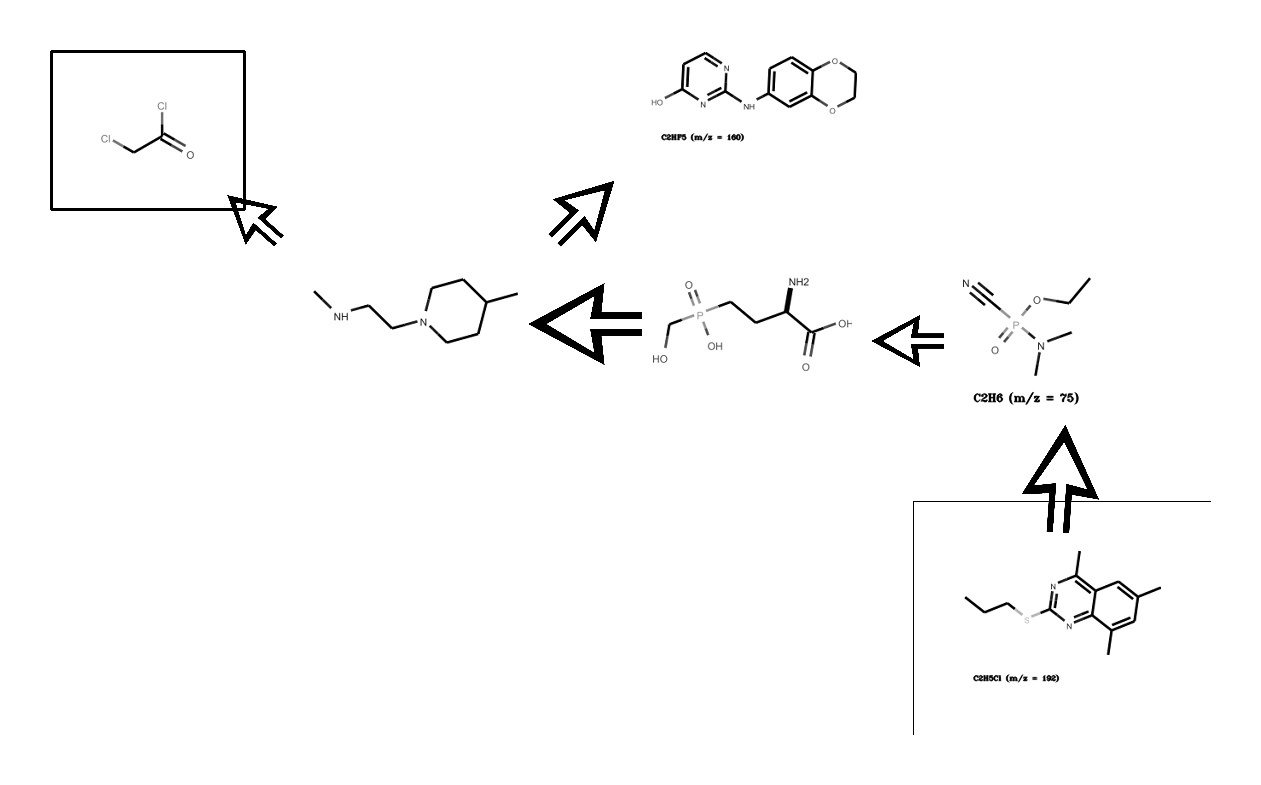 Cl
Cl
O
N
N
HO
NH
O
O
C2HF5 (m/z = 160)
NH
N
O
P
OH
HO
NH2
OH
O
N
O
P
O
N
C2H6 (m/z = 75)
N
N
S
C2H5Cl (m/z = 192)